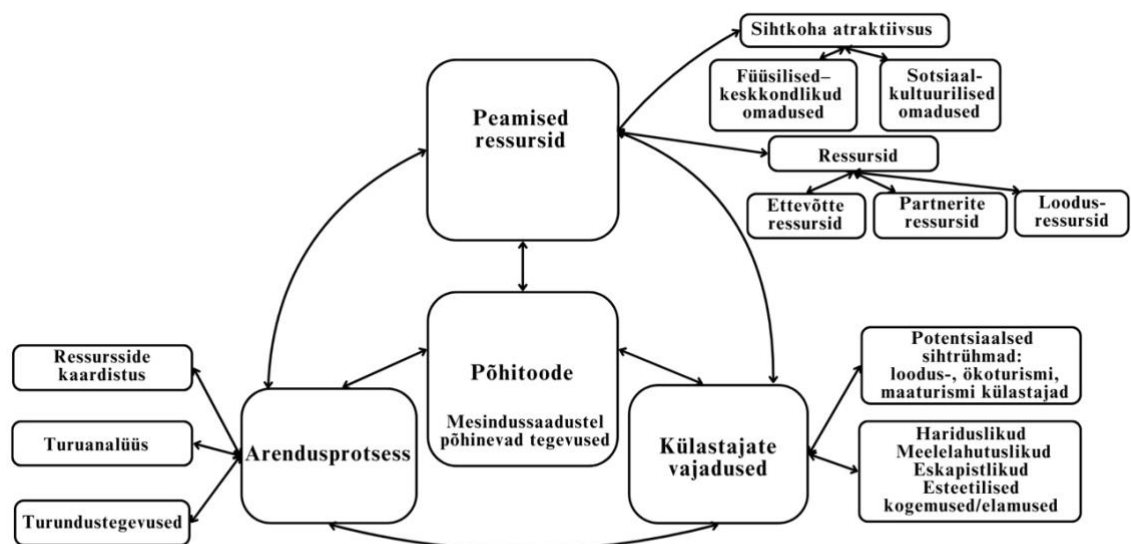 Sihtkoha atraktiivsus
Füüsilised–
keskkondlikud
omadused
Sotsiaal-
kultuurilised
omadused
Peamised
ressursid
Ressursid
Ettevõtte
ressursid
Partnerite
ressursid
Loodus-
ressursid
Ressursside
kaardistus
Turuanalüüs
Turundustegevused
Arendusprotsess
Põhitoode
Mesindussaadustel
põhinevad tegevused
Külastajate
vajadused
Potentsiaalsed
sihtrühmad:
loodus-, ökoturismi,
maaturismi külastajad
Hariduslikud
Meelelahutuslikud
Eskapistlikud
Esteetilised
kogemused/elamused